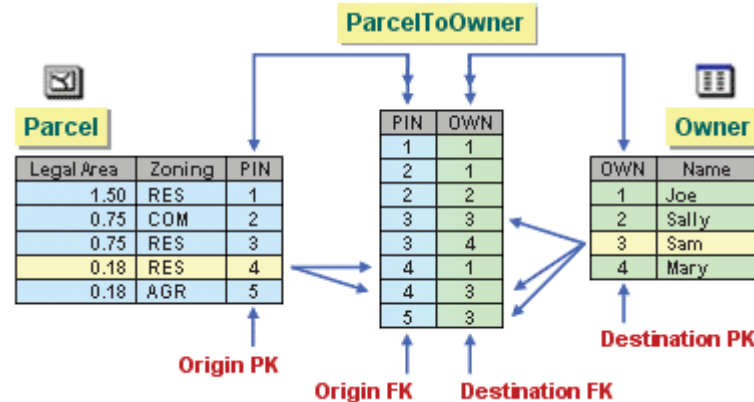 ParcelToOwner
Parcel
Owner
Legal Area Zoning PIN
1.50 RES 1
0.75 COM 2
0.75 RES 3
0.18 RES 4
0.18 AGR 5
PIN OWN
1 1
2 1
2 2
3 3
3 4
4 1
4 3
5 3
OWN Name
1 Joe
2 Sally
3 Sam
4 Mary
Origin PK
Origin FK
Destination FK
Destination PK